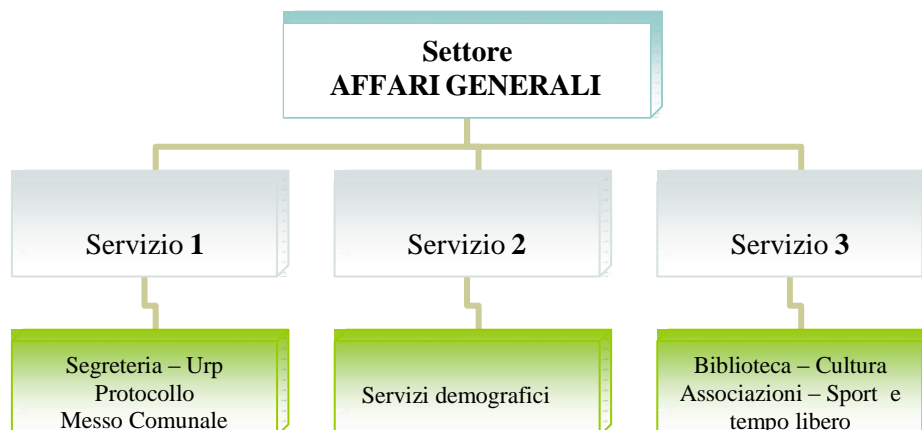 Settore
AFFARI GENERALI
Servizio 1
Servizio 2
Servizio 3
Segreteria – Urp
Protocollo
Messo Comunale
Servizi demografici
Biblioteca – Cultura
Associazioni – Sport e
tempo libero